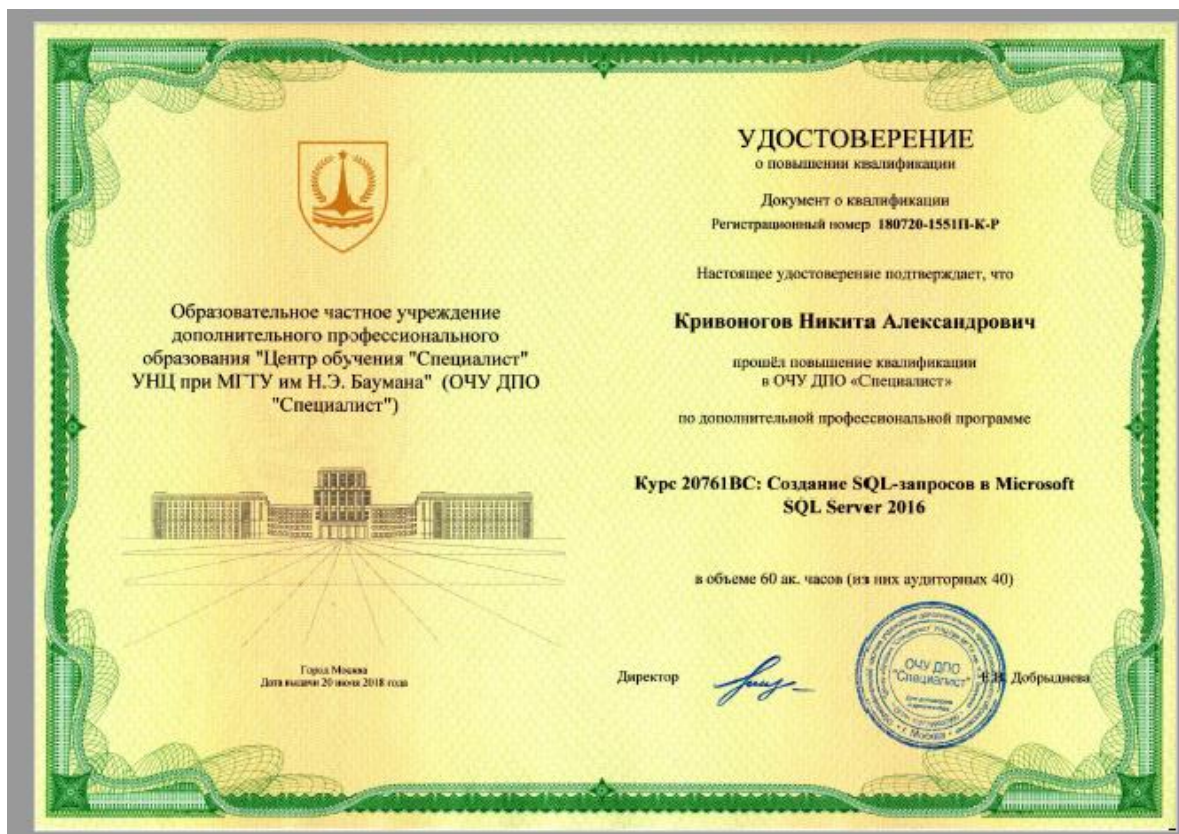 Образовательное частное учреждение
дополнительного профессионального
образования "Центр обучения "Специалист"
УНЦ при МГТУ им Н.Э. Баумана" (ОЧУ ДПО
"Специалист")
Город Москва
Дата выдачи 20 июля 2018 года
УДОСТОВЕРЕНИЕ
о повышении квалификации
Документ о квалификации
Регистрационный номер 180720-1551П-К-Р
Настоящее удостоверение подтверждает, что
Кривоногов Никита Александрович
прошёл повышение квалификации
в ОЧУ ДПО «Специалист»
по дополнительной профессиональной программе
Курс 20761ВС: Создание SQL-запросов в Microsoft
SQL Server 2016
в объеме 60 ак. часов (из них аудиторных 40)
Директор
ОЧУ ДПО
"Специалист"
г. Москва
Добрыднева